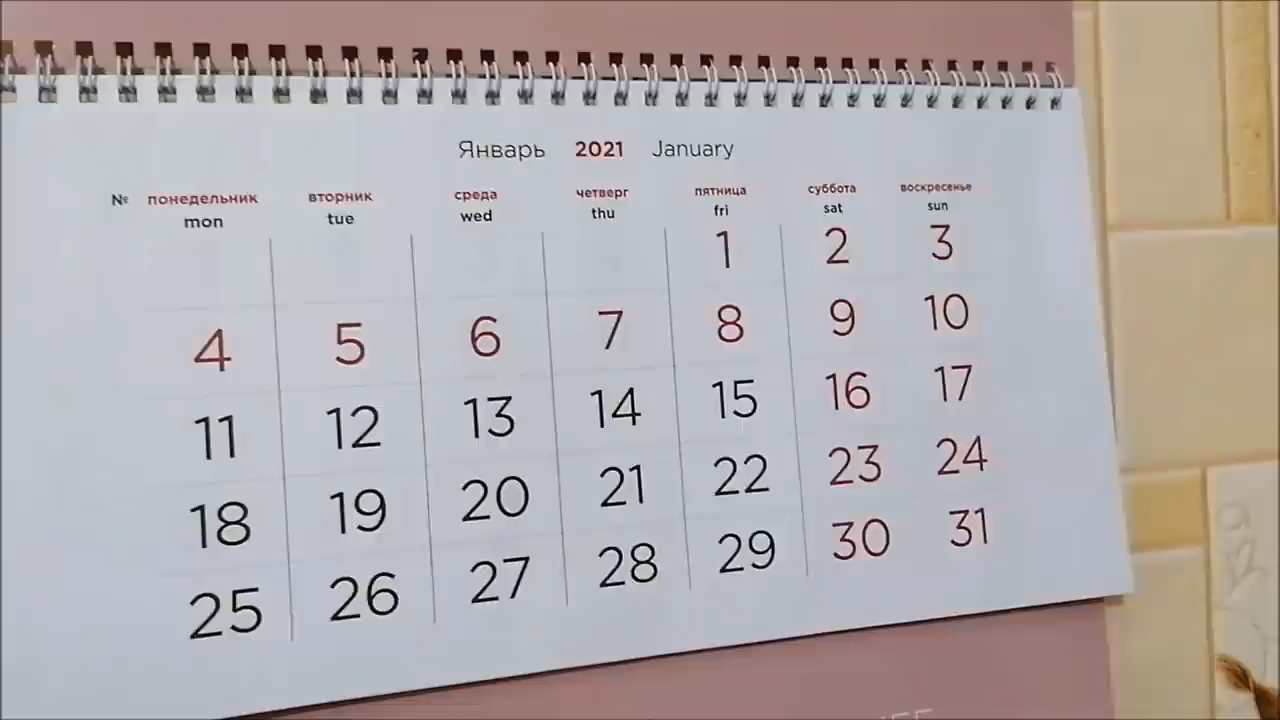 Январь 2021 January
№ понедельник вторник среда четверг пятница суббота воскресенье
mon tue wed thu fri sat sun
1 2 3
4 5 6 7 8 9 10
11 12 13 14 15 16 17
18 19 20 21 22 23 24
25 26 27 28 29 30 31